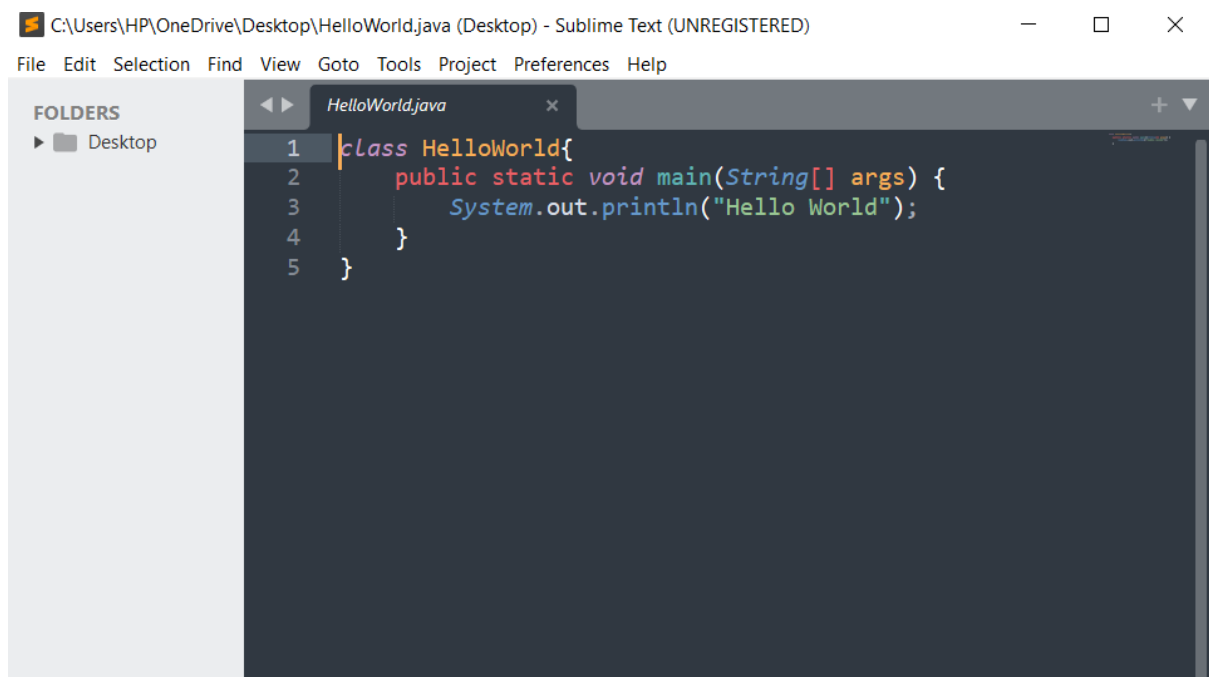 C:\Users\HP\OneDrive\Desktop\HelloWorld.java (Desktop) - Sublime Text (UNREGISTERED)
File Edit Selection Find View Goto Tools Project Preferences Help
FOLDERS
Desktop
HelloWorld.java
1 class HelloWorld{
2     public static void main(String[] args) {
3         System.out.println("Hello World");
4     }
5 }